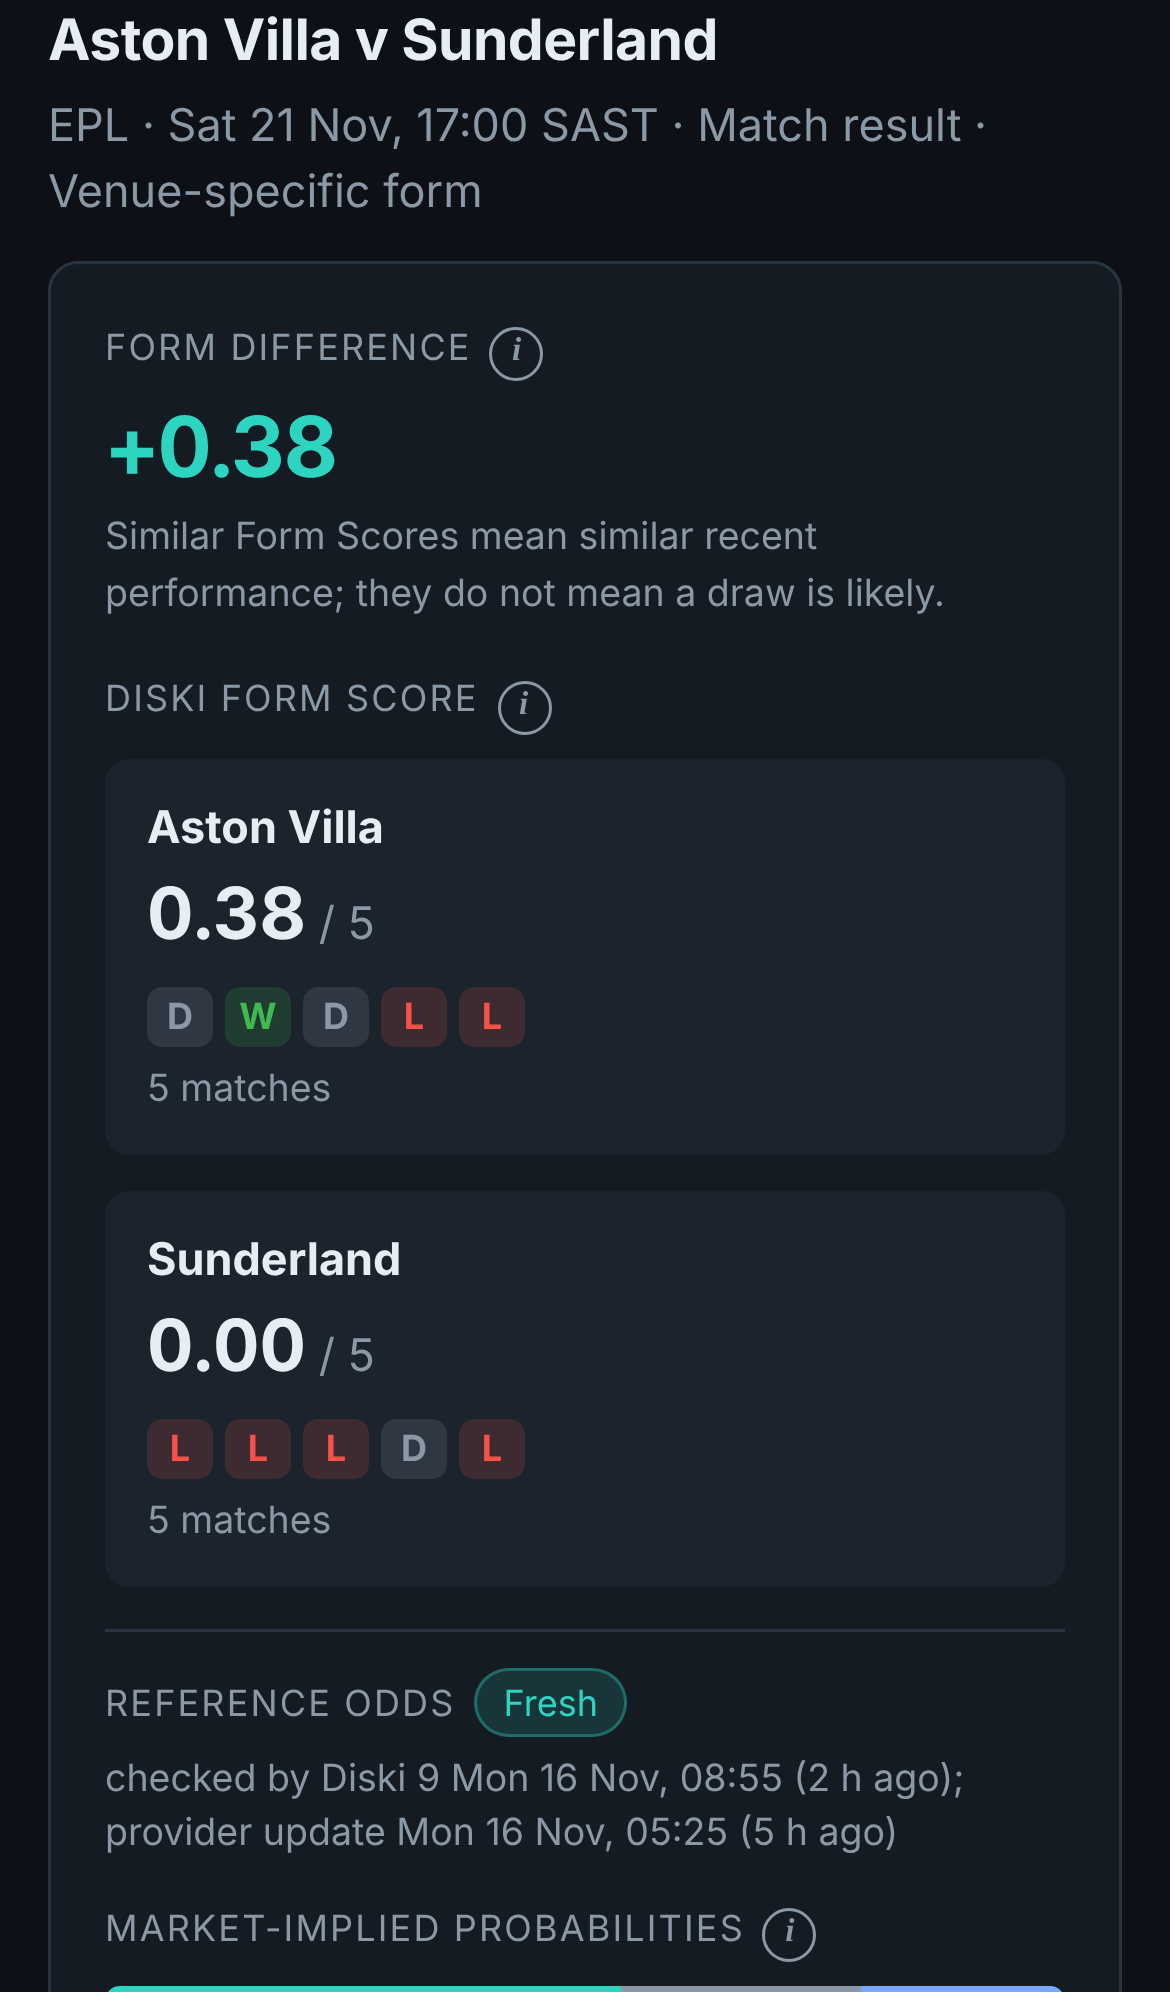 Aston Villa v Sunderland
EPL · Sat 21 Nov, 17:00 SAST · Match result ·
Venue-specific form
FORM DIFFERENCE i
+0.38
Similar Form Scores mean similar recent
performance; they do not mean a draw is likely.
DISKI FORM SCORE i
Aston Villa
0.38 / 5
D W D L L
5 matches
Sunderland
0.00 / 5
L L L D L
5 matches
REFERENCE ODDS Fresh
checked by Diski 9 Mon 16 Nov, 08:55 (2 h ago);
provider update Mon 16 Nov, 05:25 (5 h ago)
MARKET-IMPLIED PROBABILITIES i